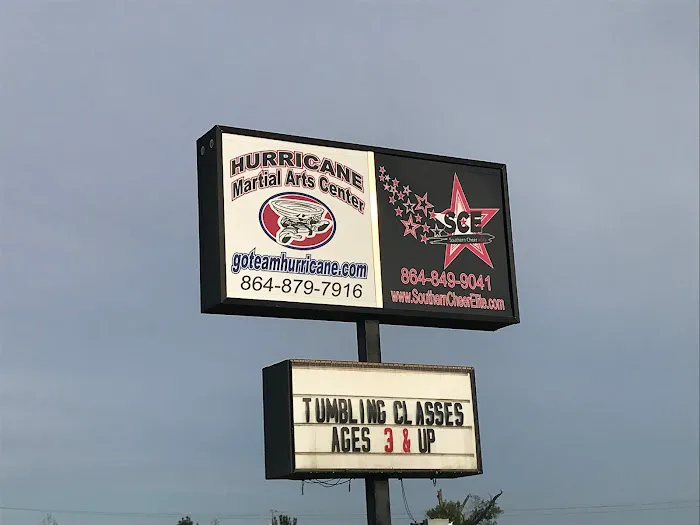 HURRICANE
Martial Arts Center
goteamhurricane.com
864-879-7916
SCE
Southern Cheer
864-849-9041
www.SouthernCheerElite.com
TUMBLING CLASSES
AGES 3 & UP